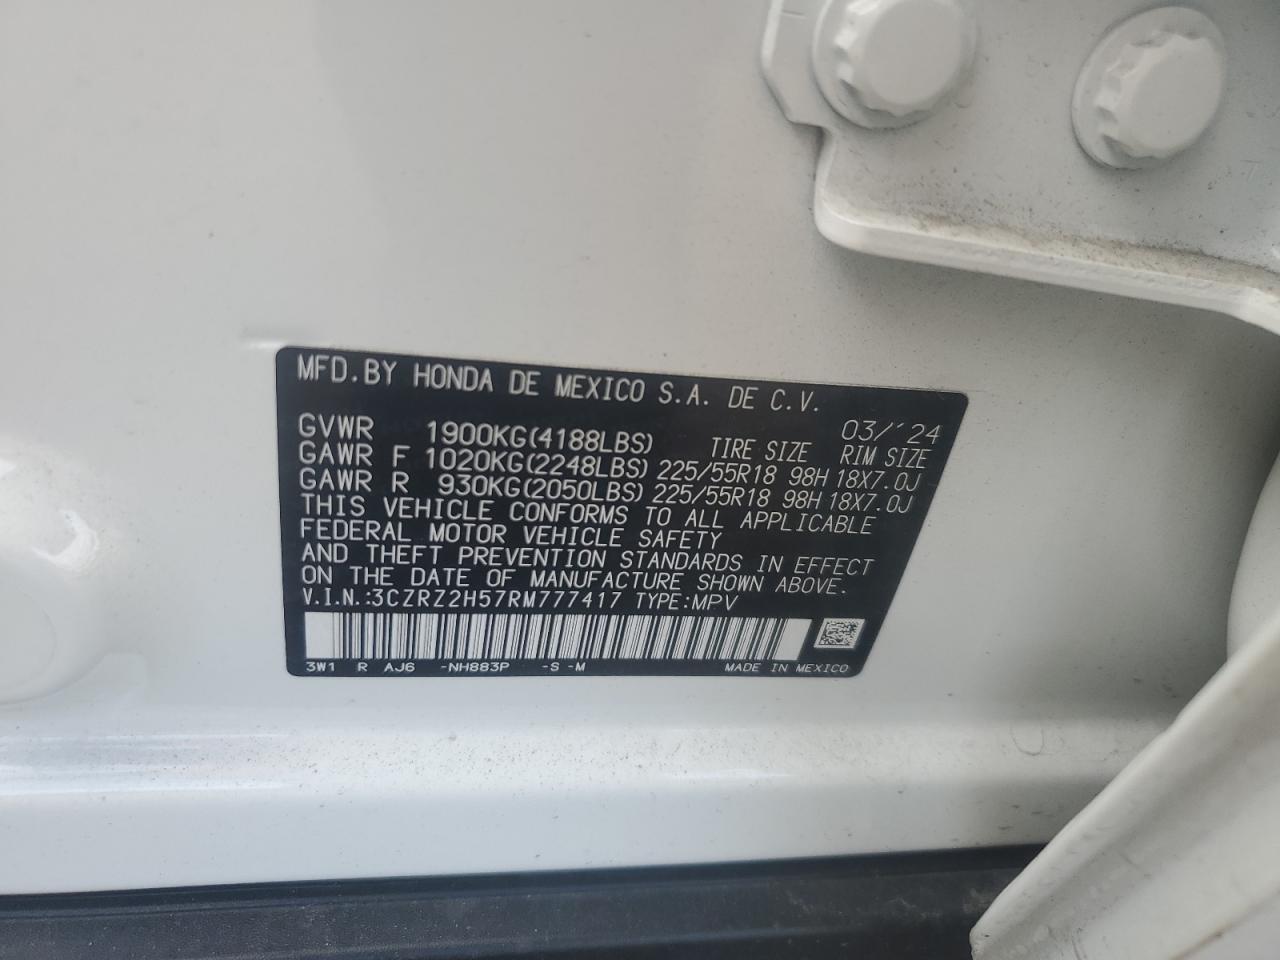 MFD.BY HONDA DE MEXICO S.A. DE C.V.
03/'24
GVWR 1900KG(4188LBS) TIRE SIZE RIM SIZE
GAWR F 1020KG(2248LBS) 225/55R18 98H 18X7.0J
GAWR R 930KG(2050LBS) 225/55R18 98H 18X7.0J
THIS VEHICLE CONFORMS TO ALL APPLICABLE
FEDERAL MOTOR VEHICLE SAFETY
AND THEFT PREVENTION STANDARDS IN EFFECT
ON THE DATE OF MANUFACTURE SHOWN ABOVE.
V.I.N.:3CZRZ2H57RM777417 TYPE:MPV
3W1 R AJ6 -NH883P -S -M MADE IN MEXICO